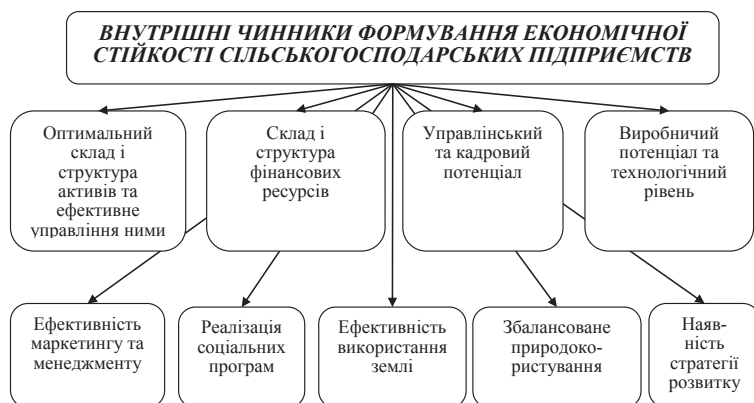 ВНУТРІШНІ ЧИННИКИ ФОРМУВАННЯ ЕКОНОМІЧНОЇ
СТІЙКОСТІ СІЛЬСЬКОГОСПОДАРСЬКИХ ПІДПРИЄМСТВ
Оптимальний
склад і
структура
активів та
ефективне
управління ними
Склад і
структура
фінансових
ресурсів
Управлінський
та кадровий
потенціал
Виробничий
потенціал та
технологічний
рівень
Ефективність
маркетингу та
менеджменту
Реалізація
соціальних
програм
Ефективність
використання
землі
Збалансоване
природоко-
ристування
Наяв-
ність
стратегії
розвитку